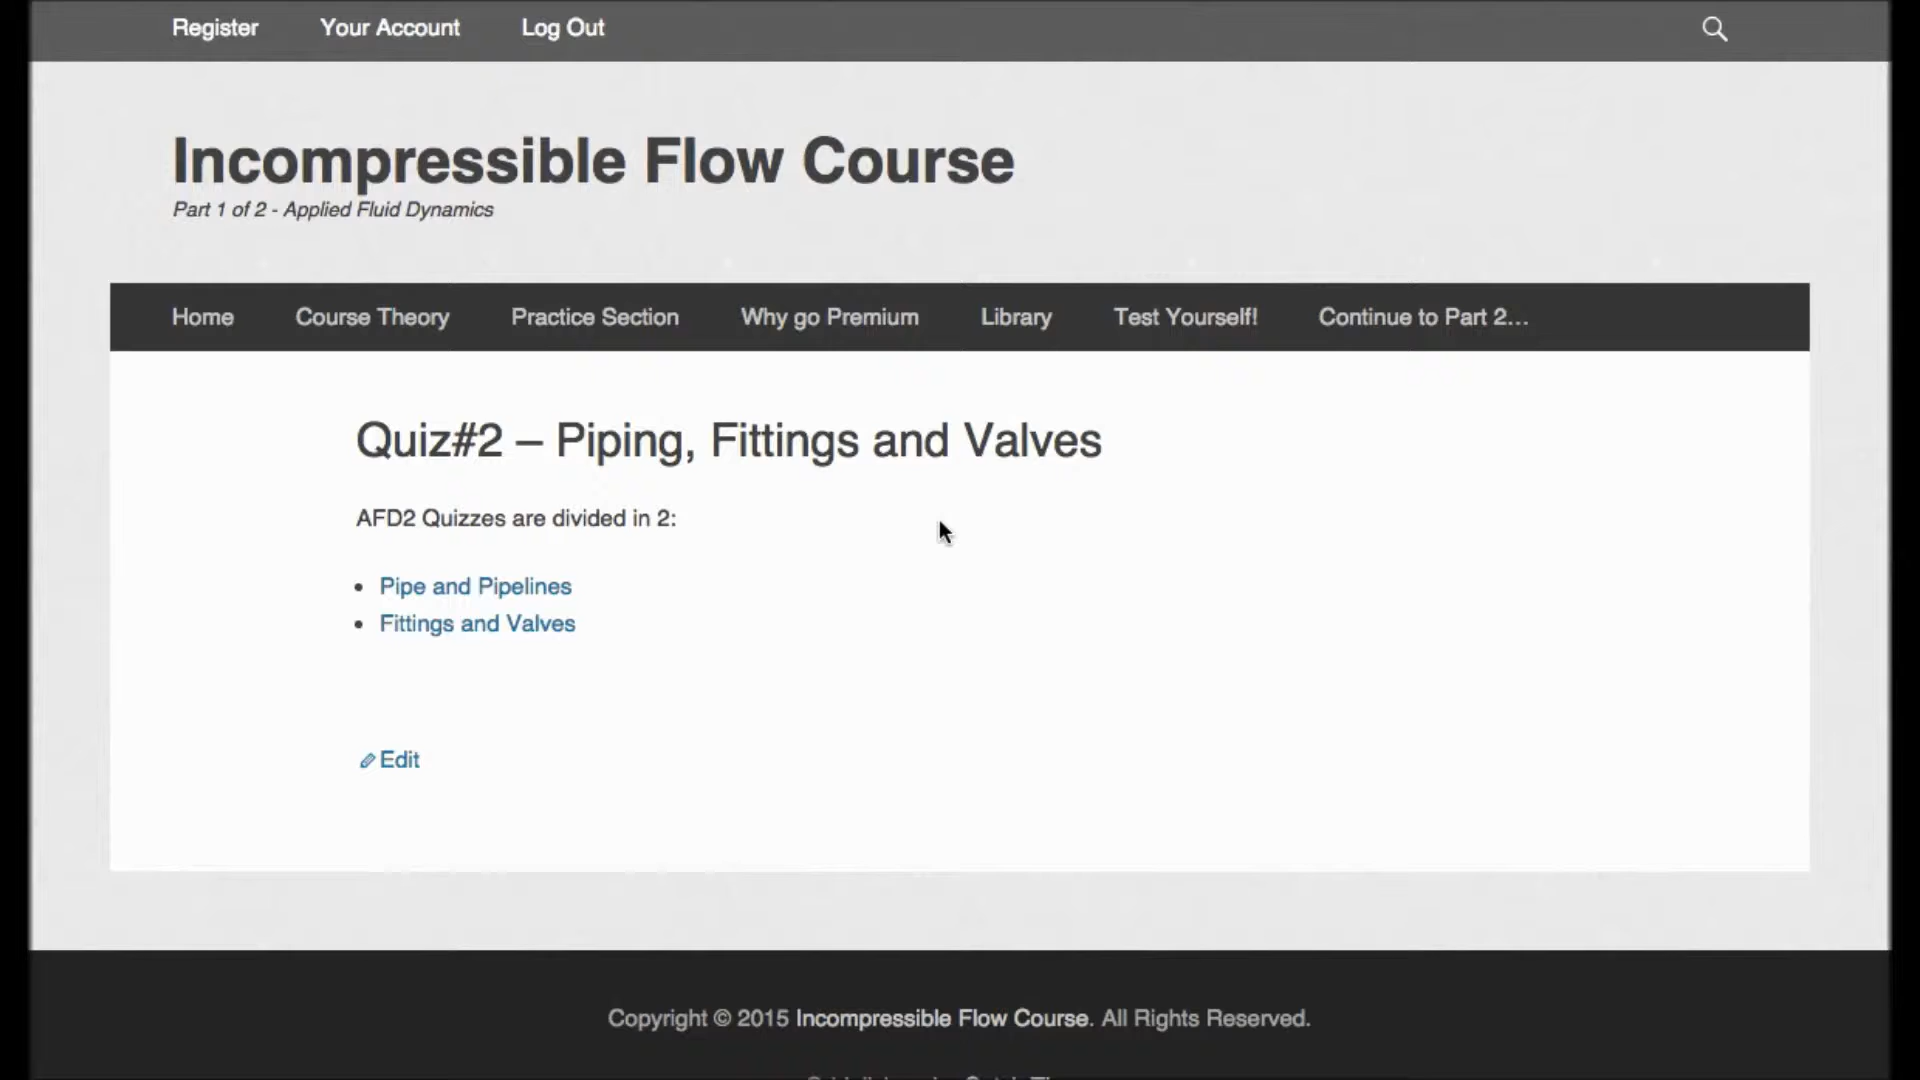 Register Your Account Log Out
Incompressible Flow Course
Part 1 of 2 - Applied Fluid Dynamics
Home Course Theory Practice Section Why go Premium Library Test Yourself! Continue to Part 2...
Quiz#2 – Piping, Fittings and Valves
AFD2 Quizzes are divided in 2:
• Pipe and Pipelines
• Fittings and Valves
Edit
Copyright © 2015 Incompressible Flow Course. All Rights Reserved.